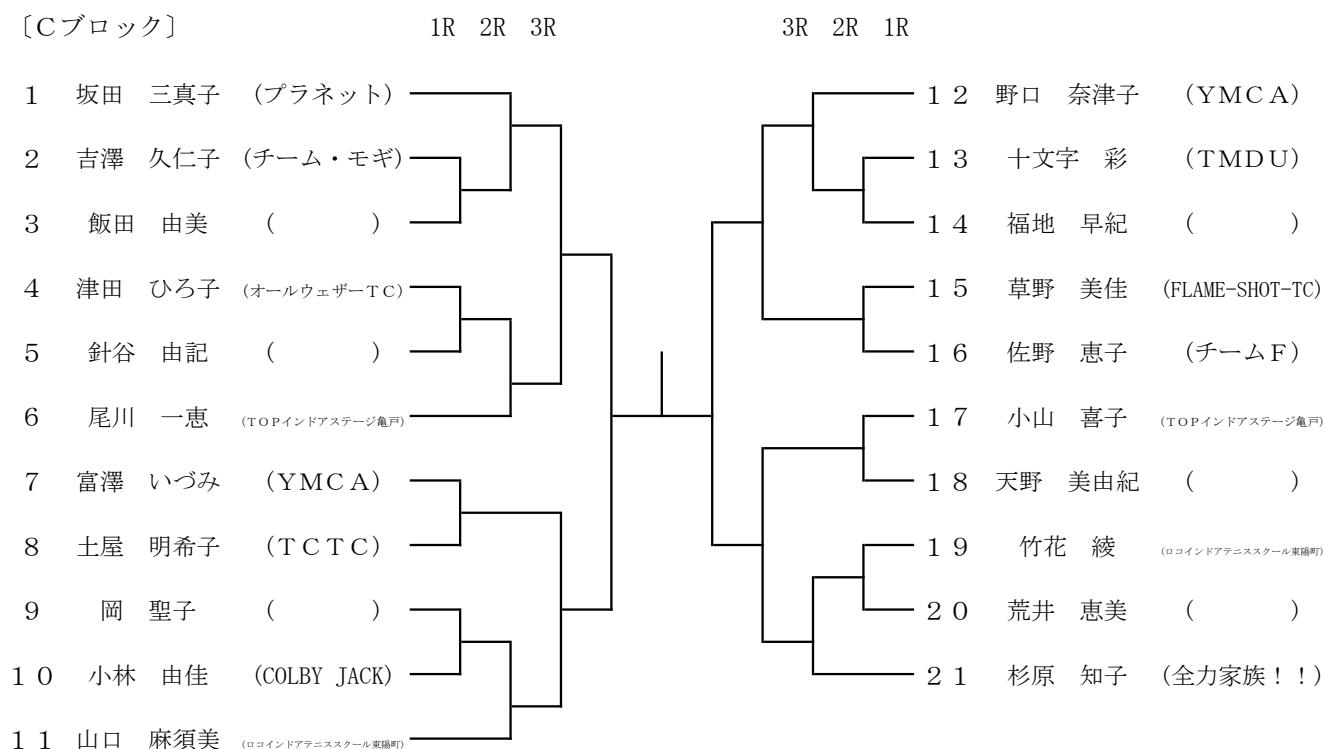 〔Cブロック〕 1R 2R 3R 3R 2R 1R
1 坂田 三真子 (プラネット) 12 野口 奈津子 (YMCA)
2 吉澤 久仁子 (チーム・モギ) 13 十文字 彩 (TMDU)
3 飯田 由美 ( ) 14 福地 早紀 ( )
4 津田 ひろ子 (オールウェザーTC) 15 草野 美佳 (FLAME-SHOT-TC)
5 針谷 由記 ( ) 16 佐野 恵子 (チームF)
6 尾川 一恵 (TOPインドアステージ亀戸) 17 小山 喜子 (TOPインドアステージ亀戸)
7 富澤 いづみ (YMCA) 18 天野 美由紀 ( )
8 土屋 明希子 (TCTC) 19 竹花 綾 (ロコインドアテニススクール東陽町)
9 岡 聖子 ( ) 20 荒井 恵美 ( )
10 小林 由佳 (COLBY JACK) 21 杉原 知子 (全力家族!!)
11 山口 麻須美 (ロコインドアテニススクール東陽町)